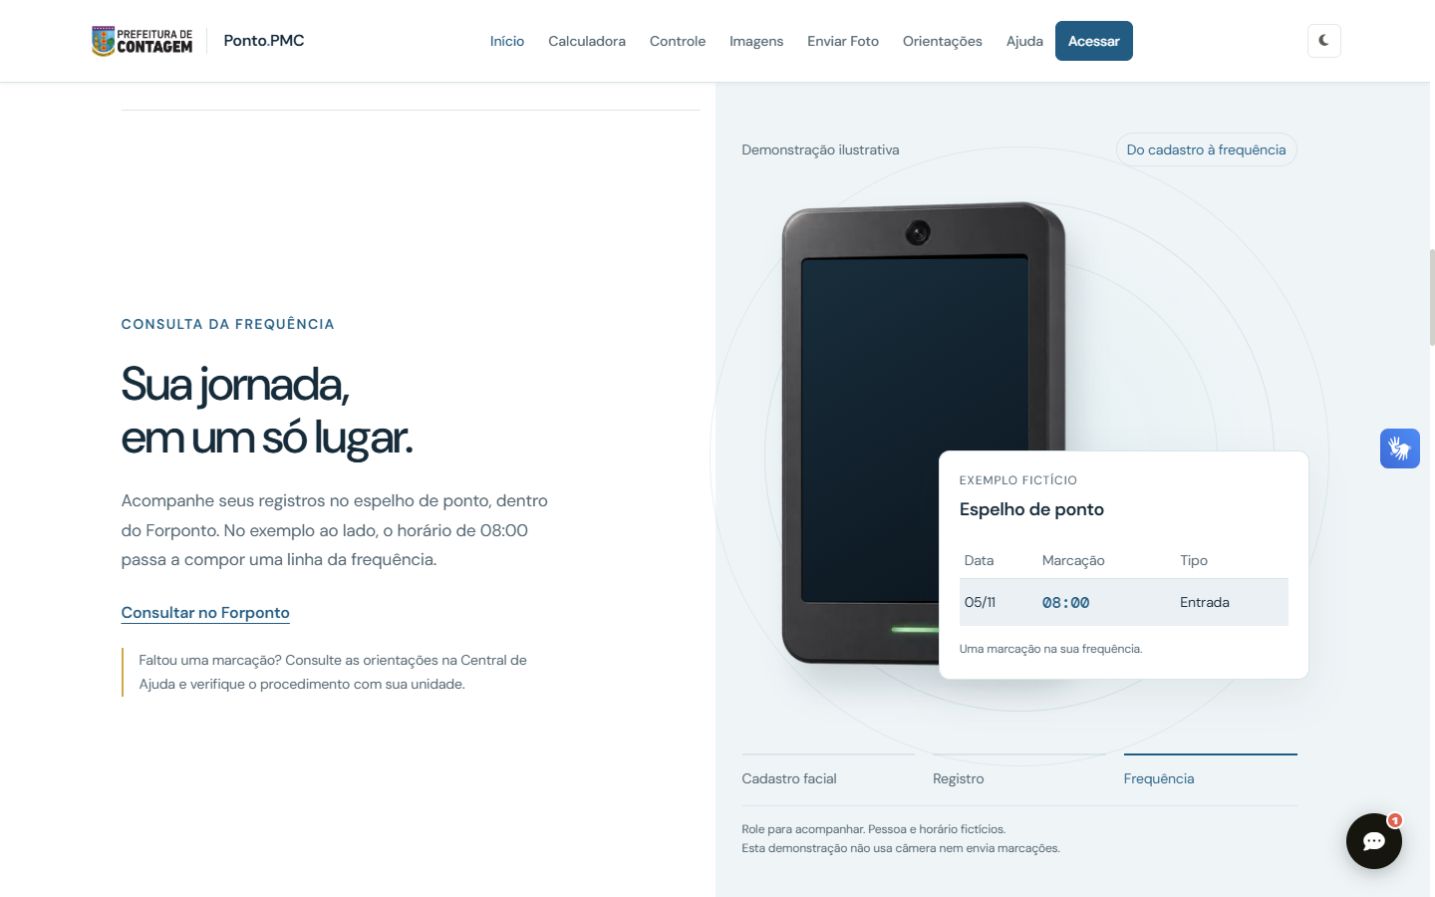 PREFEITURA DE
CONTAGEM
Ponto.PMC
Início
Calculadora
Controle
Imagens
Enviar Foto
Orientações
Ajuda
Acessar
CONSULTA DA FREQUÊNCIA
Sua jornada,
em um só lugar.
Acompanhe seus registros no espelho de ponto, dentro
do Forponto. No exemplo ao lado, o horário de 08:00
passa a compor uma linha da frequência.
Consultar no Forponto
Faltou uma marcação? Consulte as orientações na Central de
Ajuda e verifique o procedimento com sua unidade.
Demonstração ilustrativa
Do cadastro à frequência
EXEMPLO FICTÍCIO
Espelho de ponto
Data Marcação Tipo
05/11 08:00 Entrada
Uma marcação na sua frequência.
Cadastro facial
Registro
Frequência
Role para acompanhar. Pessoa e horário fictícios.
Esta demonstração não usa câmera nem envia marcações.
1